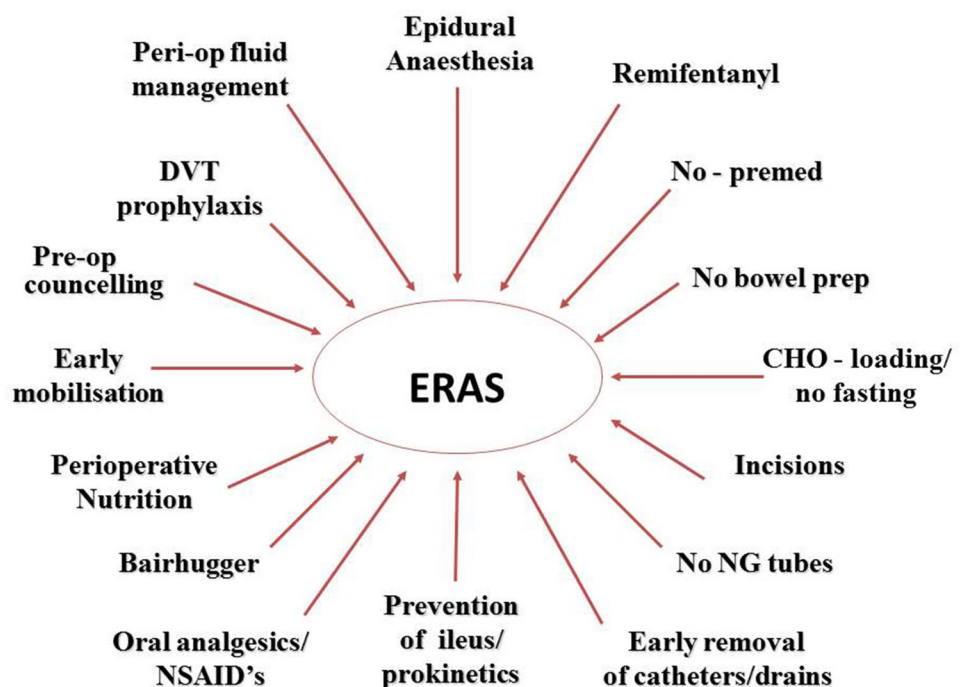 Epidural
Anaesthesia
Peri-op fluid
management
Remifentanyl
DVT
prophylaxis
No - premed
Pre-op
councelling
No bowel prep
Early
mobilisation
ERAS
CHO - loading/
no fasting
Perioperative
Nutrition
Incisions
Bairhugger
No NG tubes
Oral analgesics/
NSAID's
Prevention
of ileus/
prokinetics
Early removal
of catheters/drains